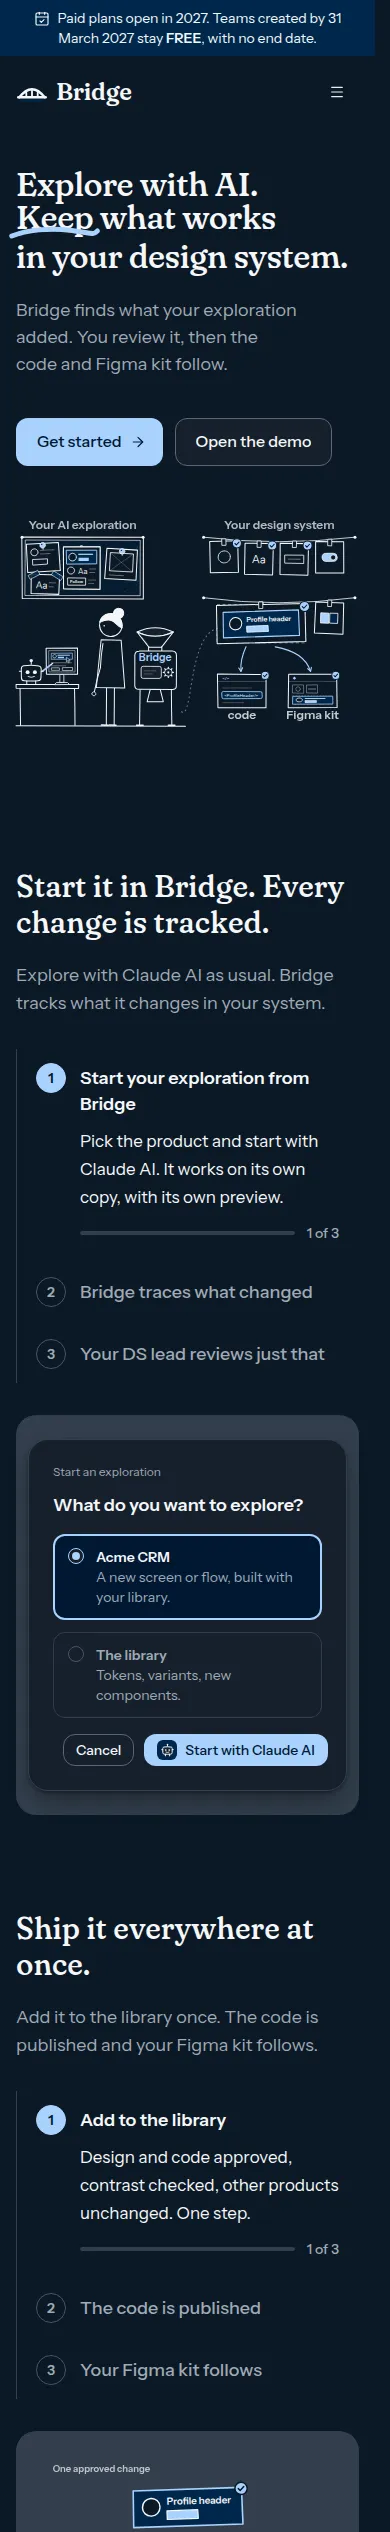 Paid plans open in 2027. Teams created by 31
March 2027 stay FREE, with no end date.
Bridge
Explore with AI.
Keep what works
in your design system.
Bridge finds what your exploration
added. You review it, then the
code and Figma kit follow.
Get started
Open the demo
Your AI exploration
Your design system
Aa
Aa
Follow
Aa
Bridge
Aa
Profile header
code
Figma kit
Start it in Bridge. Every
change is tracked.
Explore with Claude AI as usual. Bridge
tracks what it changes in your system.
1
Start your exploration from
Bridge
Pick the product and start with
Claude AI. It works on its own
copy, with its own preview.
1 of 3
2
Bridge traces what changed
3
Your DS lead reviews just that
Start an exploration
What do you want to explore?
Acme CRM
A new screen or flow, built with
your library.
The library
Tokens, variants, new
components.
Cancel
Start with Claude AI
Ship it everywhere at
once.
Add it to the library once. The code is
published and your Figma kit follows.
1
Add to the library
Design and code approved,
contrast checked, other products
unchanged. One step.
1 of 3
2
The code is published
3
Your Figma kit follows
One approved change
Profile header